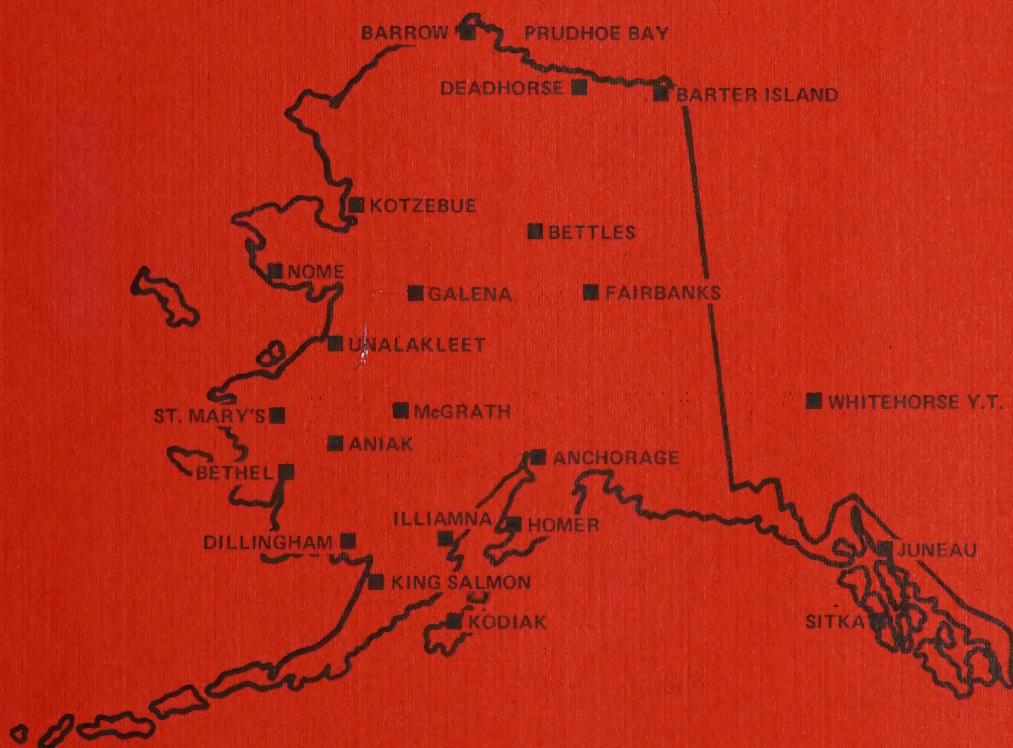 BARROW PRUDHOE BAY
DEADHORSE
BARTER ISLAND
KOTZEBUE
BETTLES
NOME
GALENA
FAIRBANKS
UNALAKLEET
WHITEHORSE Y.T.
ST. MARY'S
McGRATH
ANIAK
ANCHORAGE
BETHEL
ILLIAMNA
HOMER
DILLINGHAM
JUNEAU
KING SALMON
KODIAK
SITKA